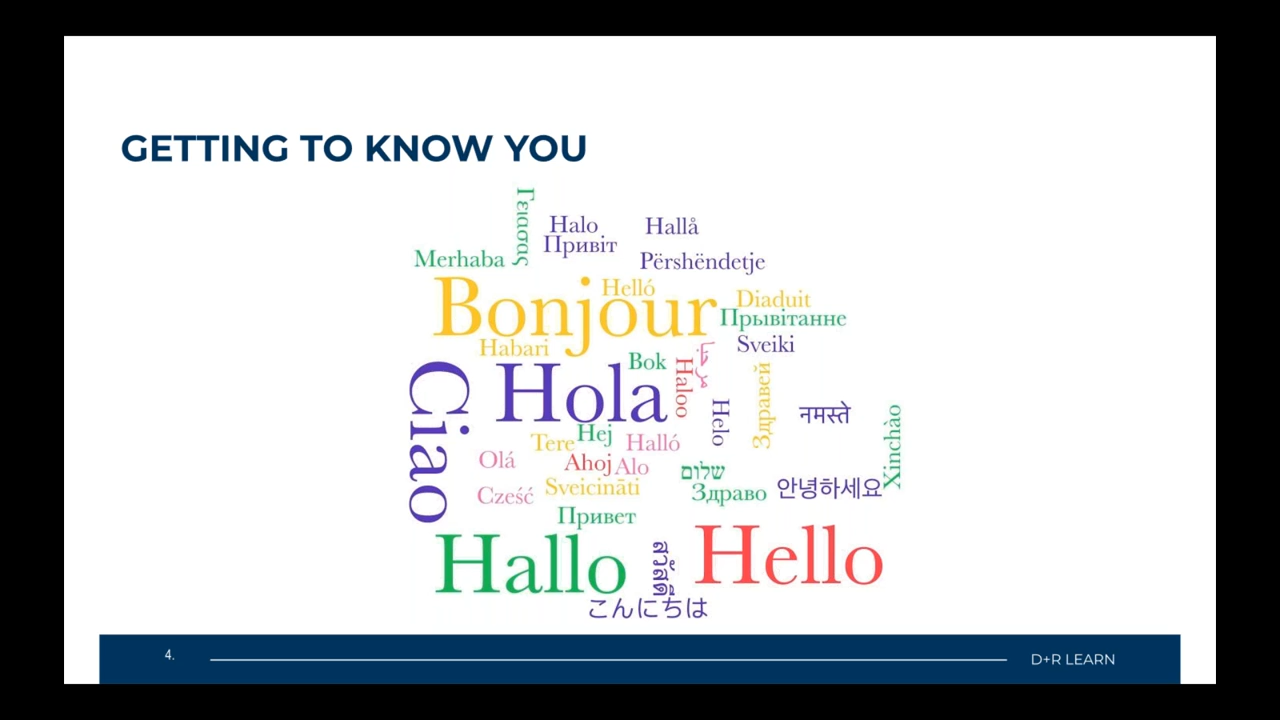 GETTING TO KNOW YOU
Γειασας
Halo
Hallå
Привіт
Merhaba
Përshëndetje
Bonjour
Helló
Diaduit
Прывітанне
Habari
Sveiki
Bok
مرحبا
Haloo
Ciao
Hola
Здравей
Helo
नमस्ते
Xinchào
Tere
Hej
Halló
Olá
Ahoj
Alo
שלום
Cześć
Sveicināti
Здраво
안녕하세요
Привет
Hallo
สวัสดี
Hello
こんにちは
4.
D+R LEARN